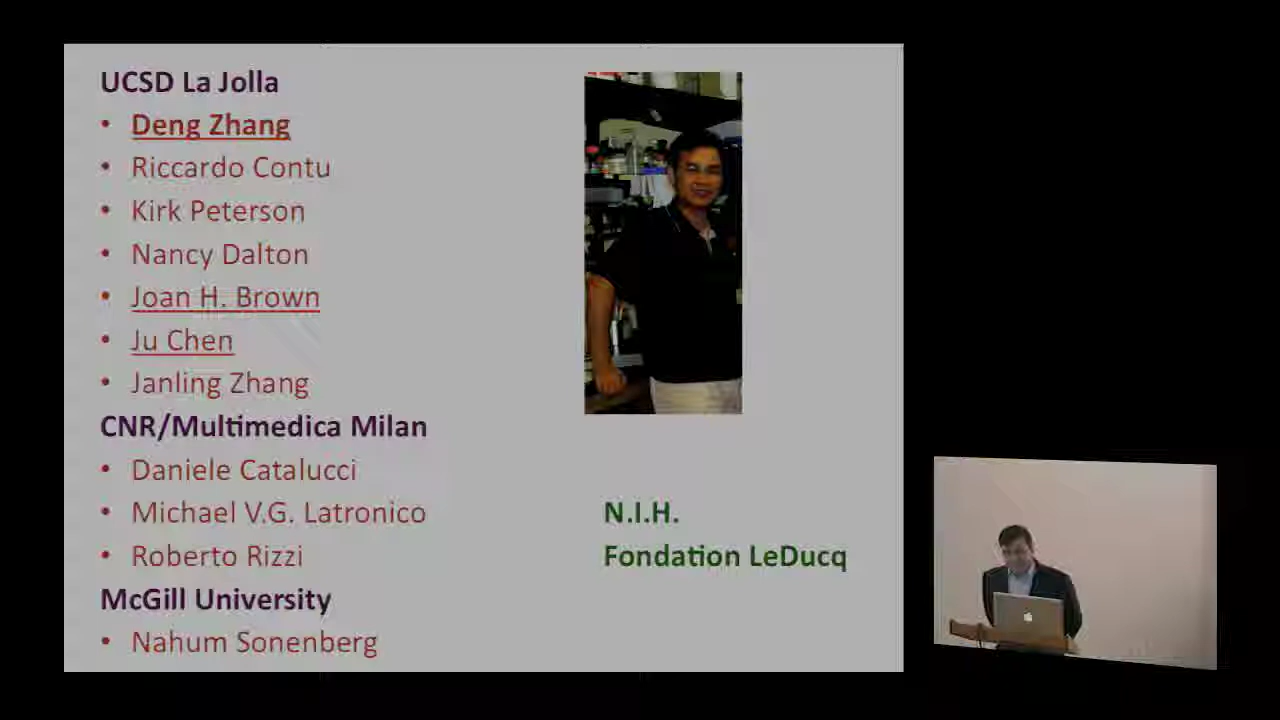 UCSD La Jolla
• Deng Zhang
• Riccardo Contu
• Kirk Peterson
• Nancy Dalton
• Joan H. Brown
• Ju Chen
• Janling Zhang
CNR/Multimedica Milan
• Daniele Catalucci
• Michael V.G. Latronico
• Roberto Rizzi
McGill University
• Nahum Sonenberg
N.I.H.
Fondation LeDucq